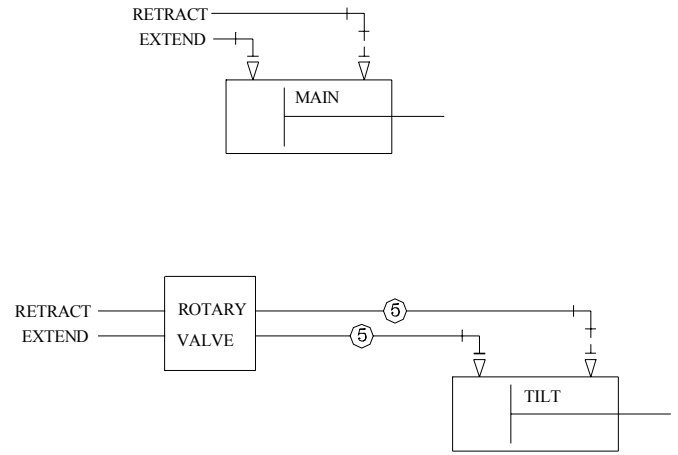 RETRACT
EXTEND
MAIN
RETRACT
EXTEND
ROTARY
VALVE
5
5
TILT